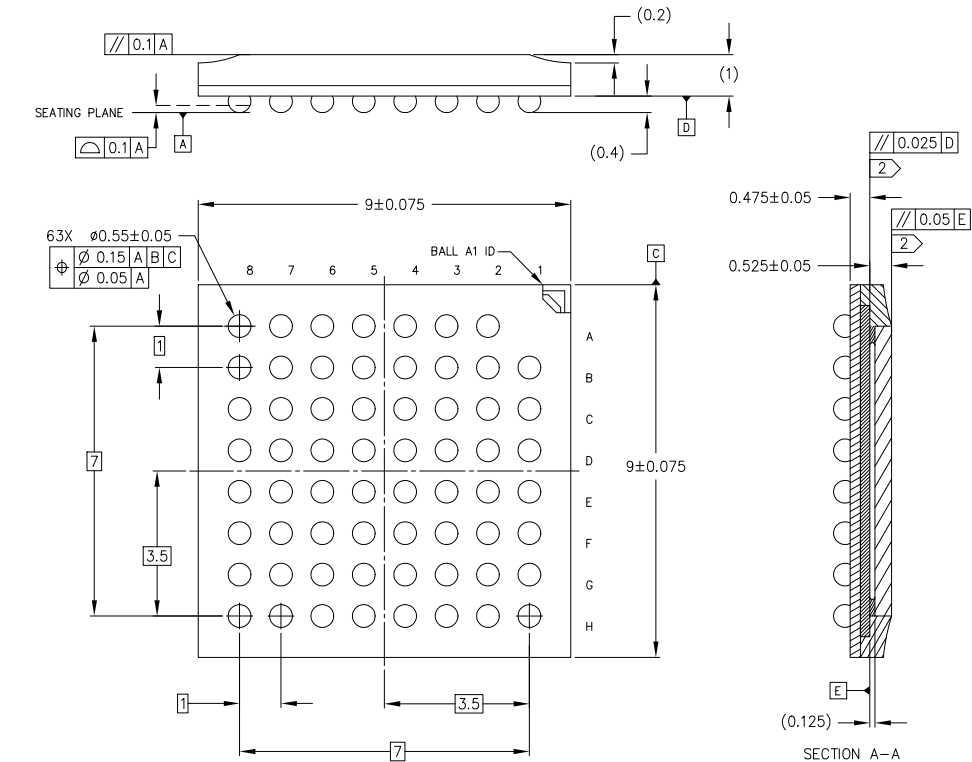 (0.2)
// 0.1 A
(1)
SEATING PLANE
⌓ 0.1 A
A
D
(0.4)
// 0.025 D
2
0.475±0.05
9±0.075
// 0.05 E
2
63X ⌀0.55±0.05
⌖ ⌀ 0.15 A B C
⌀ 0.05 A
BALL A1 ID
C
0.525±0.05
8 7 6 5 4 3 2 1
A
1
B
C
7
D
9±0.075
E
F
3.5
G
H
E
1
3.5
(0.125)
7
SECTION A-A